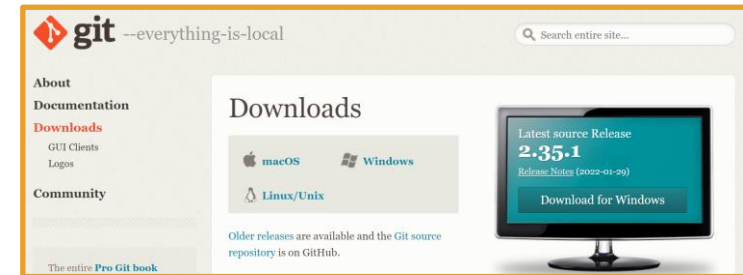 git --everything-is-local
Search entire site...
About
Documentation
Downloads
GUI Clients
Logos
Community
The entire Pro Git book
Downloads
macOS
Windows
Linux/Unix
Older releases are available and the Git source
repository is on GitHub.
Latest source Release
2.35.1
Release Notes (2022-01-29)
Download for Windows